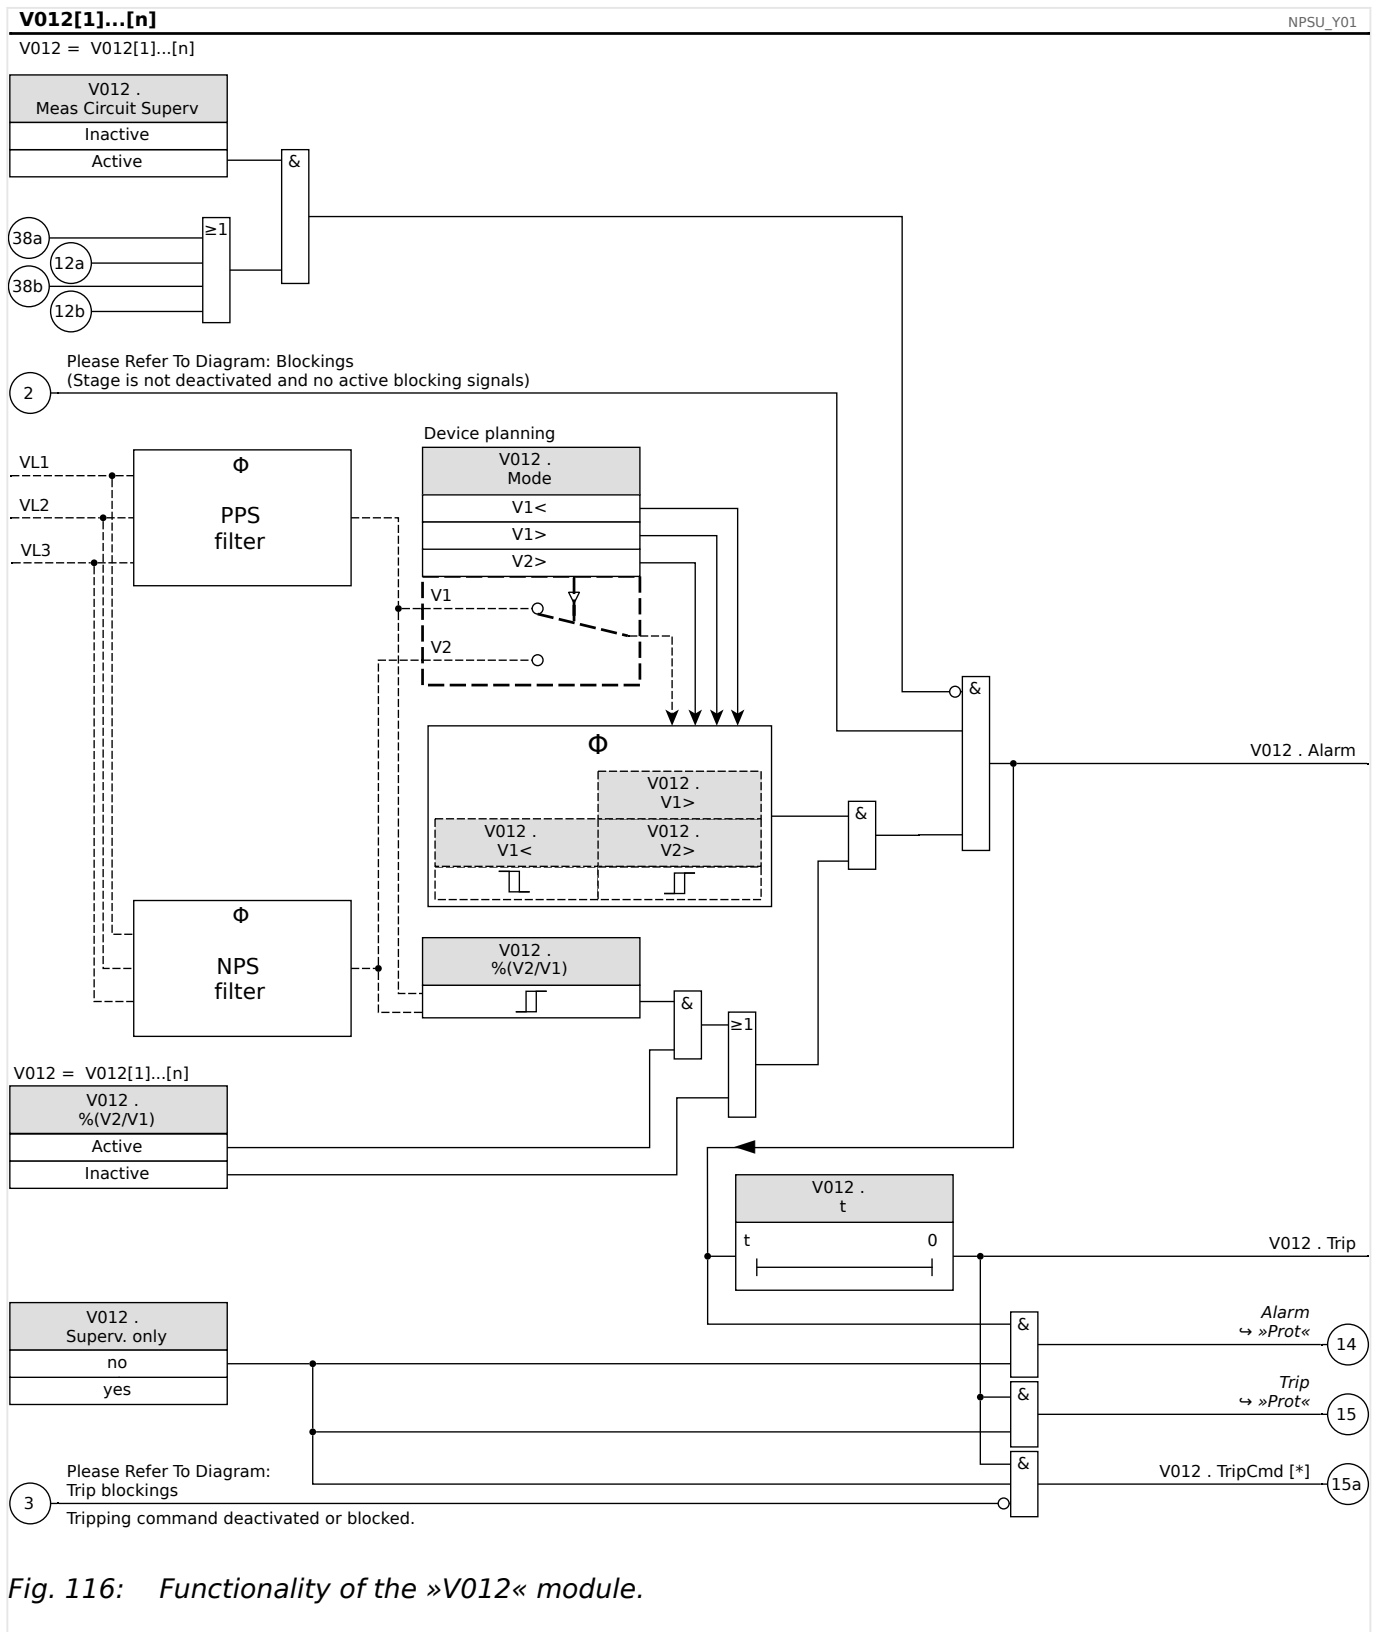 V012[1]...[n]
NPSU_Y01
V012 = V012[1]...[n]
V012 .
Meas Circuit Superv
Inactive
Active
&
38a
≥1
12a
38b
12b
Please Refer To Diagram: Blockings
(Stage is not deactivated and no active blocking signals)
2
Device planning
V012 .
Mode
V1<
V1>
V2>
VL1
VL2
VL3
Φ
PPS
filter
V1
V2
&
V012 . Alarm
Φ
V012 .
V1>
V012 .
V1<
V012 .
V2>
&
Φ
NPS
filter
V012 .
%(V2/V1)
&
≥1
V012 = V012[1]...[n]
V012 .
%(V2/V1)
Active
Inactive
V012 .
t
t 0
V012 . Trip
V012 .
Superv. only
no
yes
&
Alarm
↪ »Prot«
14
&
Trip
↪ »Prot«
15
&
V012 . TripCmd [*]
15a
Please Refer To Diagram:
Trip blockings
3
Tripping command deactivated or blocked.
Fig. 116: Functionality of the »V012« module.